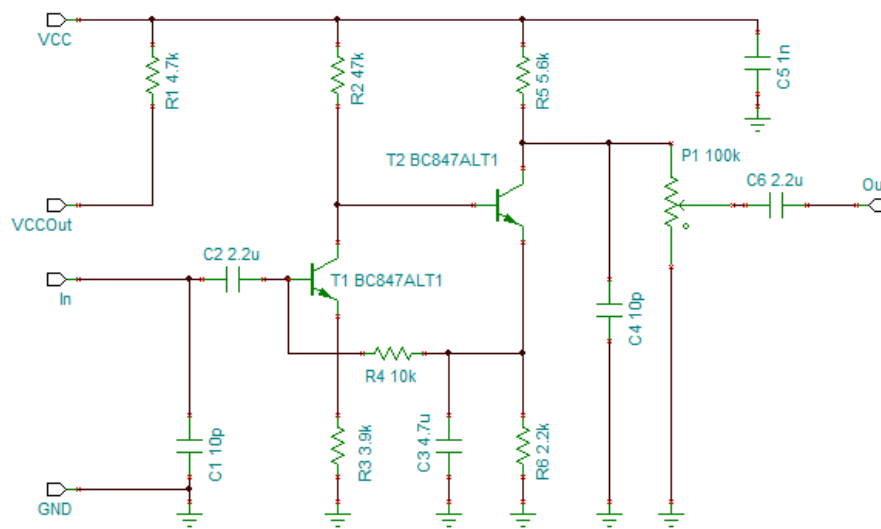 VCC
R1 4.7k
R2 47k
R5 5.6k
C5 1n
T2 BC847ALT1
P1 100k
C6 2.2u
Ou
VCCOut
C2 2.2u
T1 BC847ALT1
In
R4 10k
C4 10p
C1 10p
R3 3.9k
C3 4.7u
R6 2.2k
GND